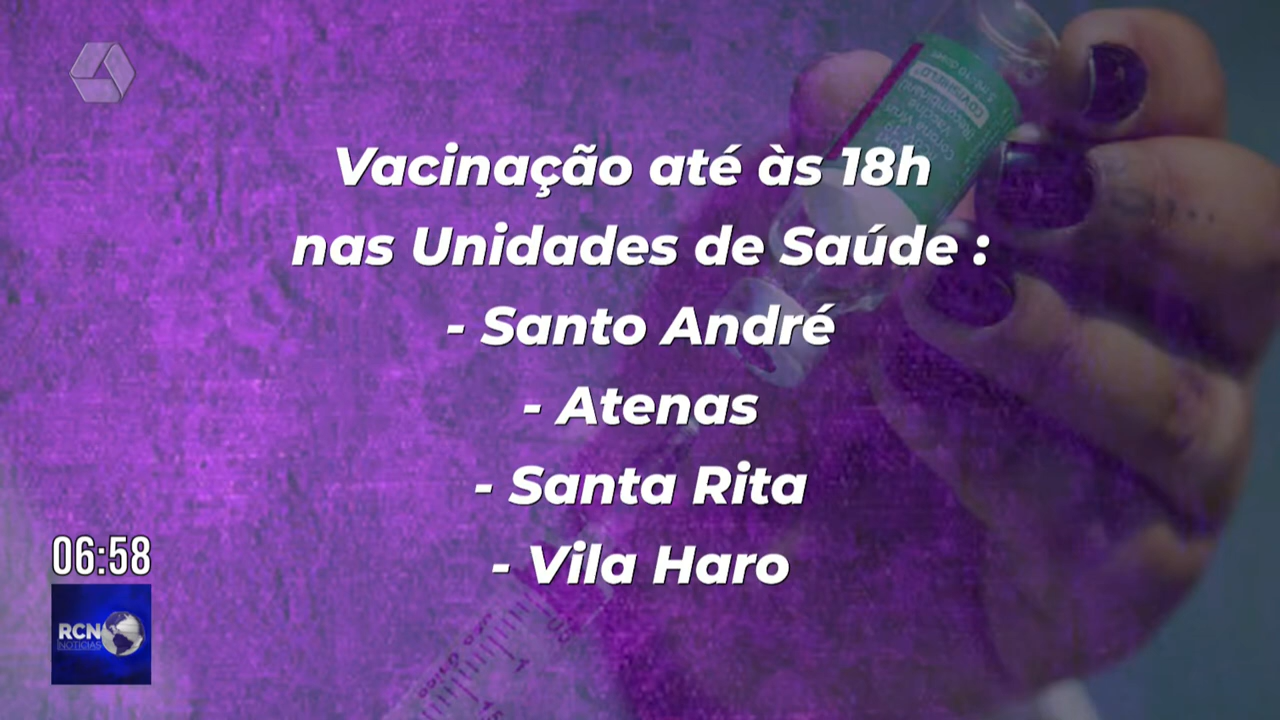 Vacinação até às 18h
nas Unidades de Saúde :
- Santo André
- Atenas
- Santa Rita
- Vila Haro
06:58
RCN
NOTÍCIAS
COVISHIELD